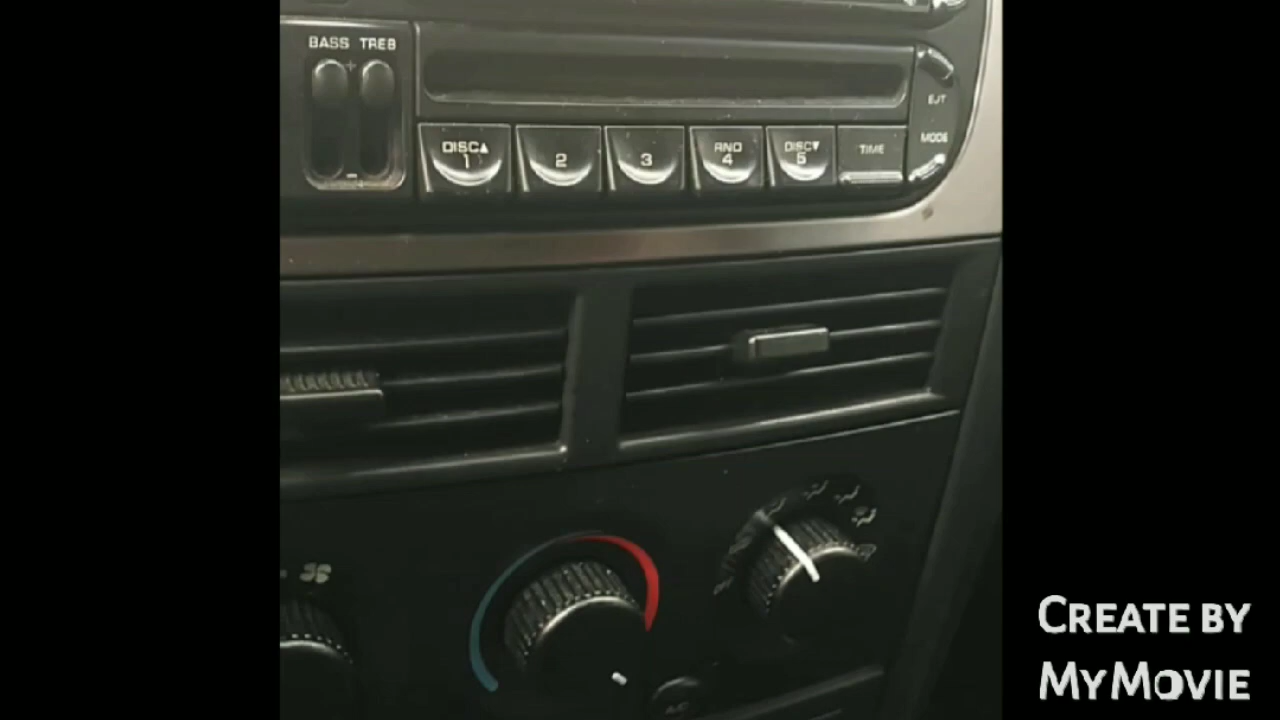 BASS TREB
+
-
EJT
MODE
DISC▲
1
2
3
RND
4
DISC▼
5
TIME
A/C
CREATE BY
MYMOVIE